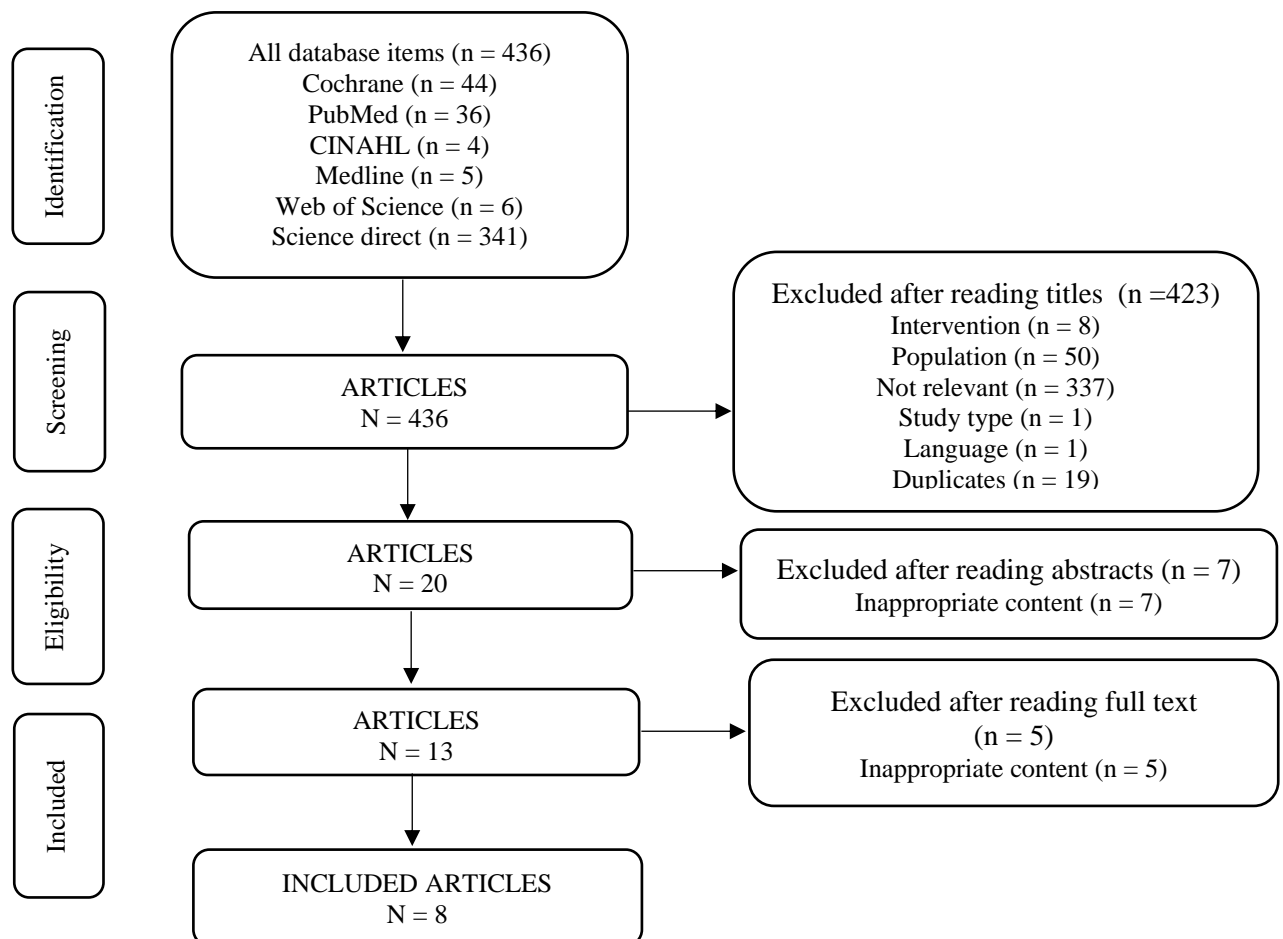 Identification
All database items (n = 436)
Cochrane (n = 44)
PubMed (n = 36)
CINAHL (n = 4)
Medline (n = 5)
Web of Science (n = 6)
Science direct (n = 341)
Screening
ARTICLES
N = 436
Excluded after reading titles (n =423)
Intervention (n = 8)
Population (n = 50)
Not relevant (n = 337)
Study type (n = 1)
Language (n = 1)
Duplicates (n = 19)
Eligibility
ARTICLES
N = 20
Excluded after reading abstracts (n = 7)
Inappropriate content (n = 7)
Included
ARTICLES
N = 13
Excluded after reading full text
(n = 5)
Inappropriate content (n = 5)
INCLUDED ARTICLES
N = 8